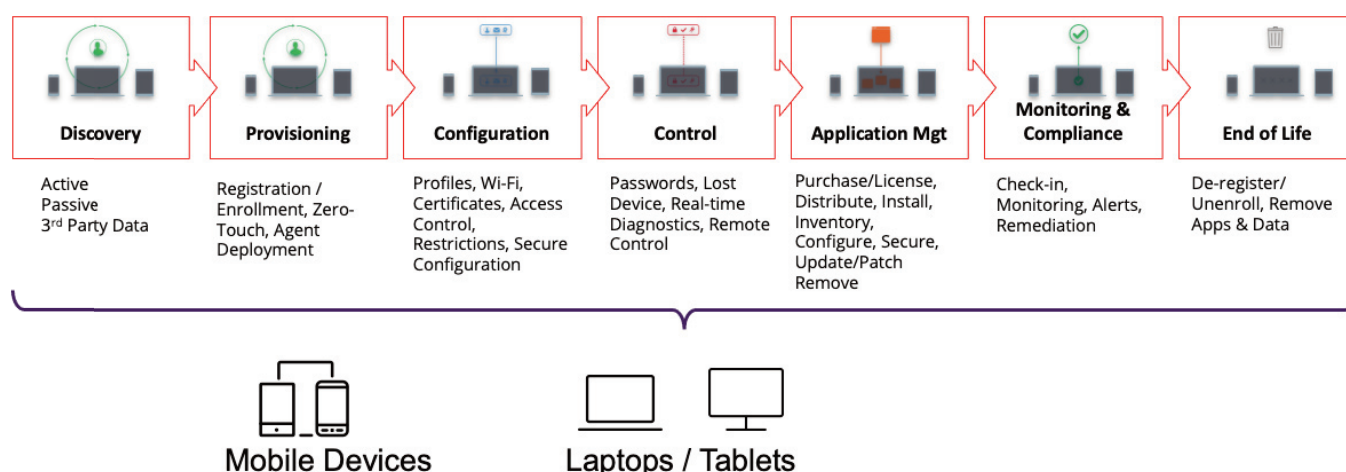 Discovery
Provisioning
Configuration
Control
Application Mgt
Monitoring &
Compliance
End of Life
Active
Passive
3rd Party Data
Registration /
Enrollment, Zero-
Touch, Agent
Deployment
Profiles, Wi-Fi,
Certificates, Access
Control,
Restrictions, Secure
Configuration
Passwords, Lost
Device, Real-time
Diagnostics, Remote
Control
Purchase/License,
Distribute, Install,
Inventory,
Configure, Secure,
Update/Patch
Remove
Check-in,
Monitoring, Alerts,
Remediation
De-register/
Unenroll, Remove
Apps & Data
Mobile Devices
Laptops / Tablets